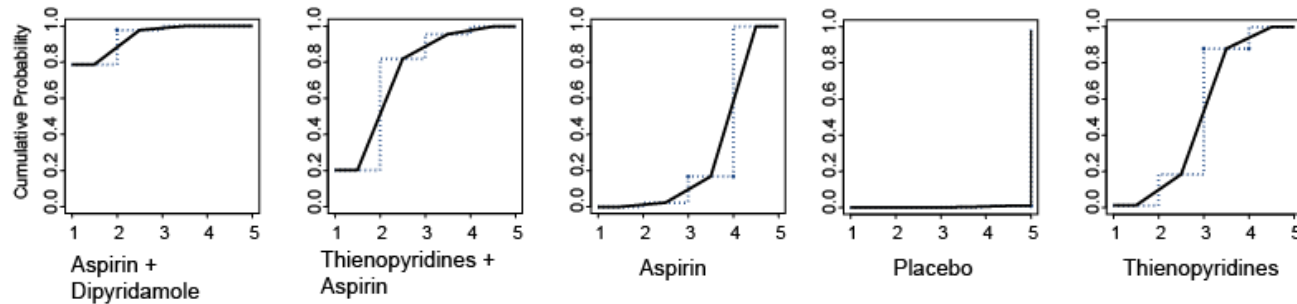 Cumulative Probability
0.0 0.2 0.4 0.6 0.8 1.0
1 2 3 4 5
Aspirin +
Dipyridamole
0.0 0.2 0.4 0.6 0.8 1.0
1 2 3 4 5
Thienopyridines +
Aspirin
0.0 0.2 0.4 0.6 0.8 1.0
1 2 3 4 5
Aspirin
0.0 0.2 0.4 0.6 0.8 1.0
1 2 3 4 5
Placebo
0.0 0.2 0.4 0.6 0.8 1.0
1 2 3 4 5
Thienopyridines